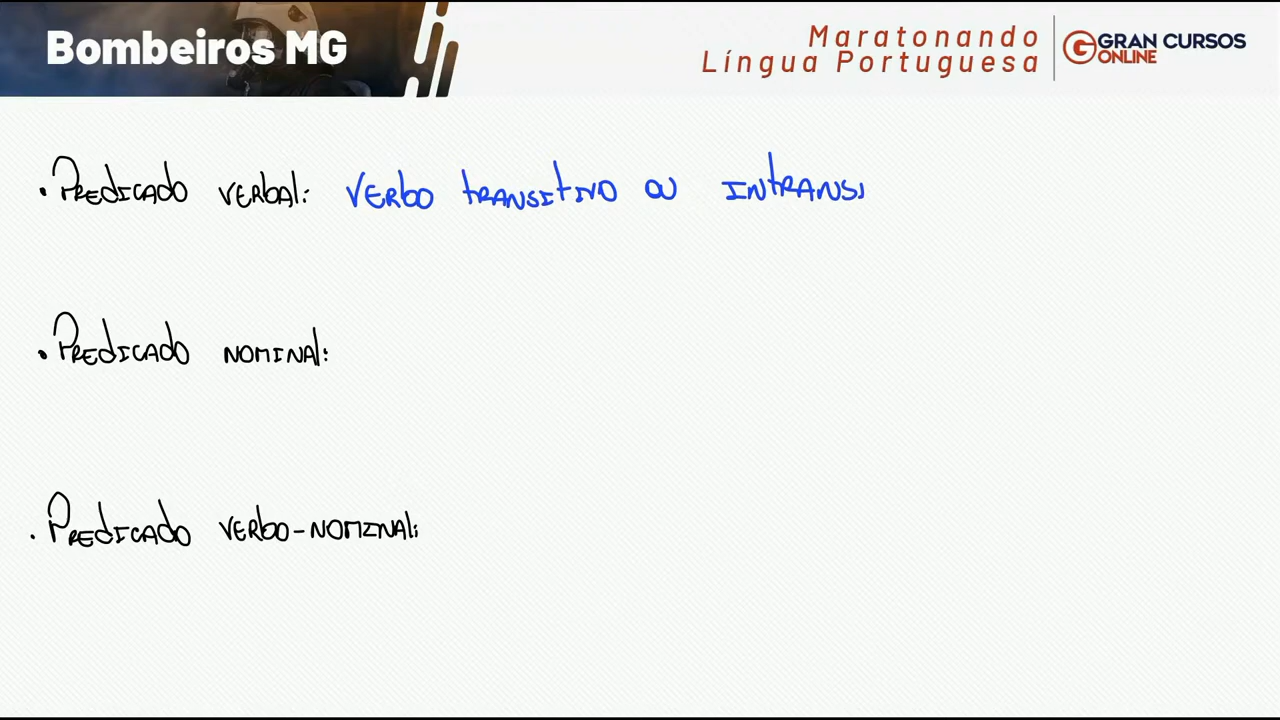 Bombeiros MG
Maratonando
Língua Portuguesa
GRAN CURSOS
ONLINE
• PREDICADO VERBAL: VERBO TRANSITIVO OU INTRANSI
• PREDICADO NOMINAL:
• PREDICADO VERBO-NOMINAL: